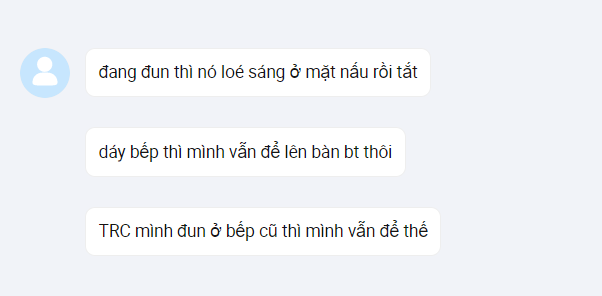 đang đun thì nó loé sáng ở mặt nấu rồi tắt
dáy bếp thì mình vẫn để lên bàn bt thôi
TRC mình đun ở bếp cũ thì mình vẫn để thế